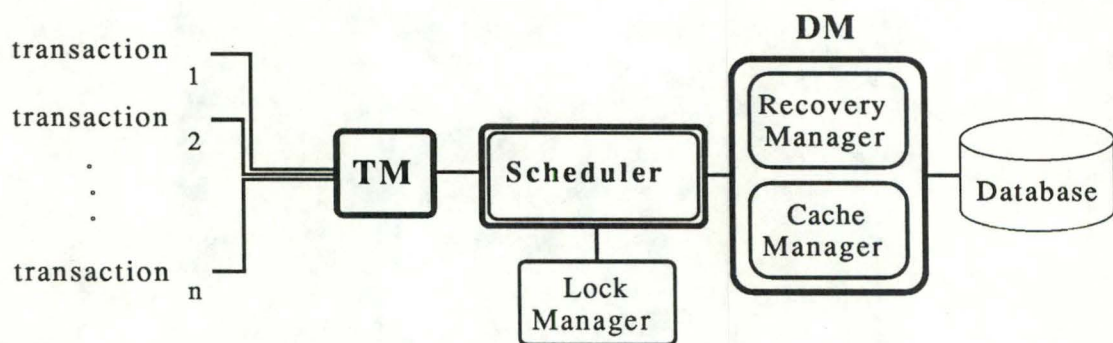 transaction 1
transaction 2
transaction n
TM
Scheduler
Lock
Manager
DM
Recovery
Manager
Cache
Manager
Database